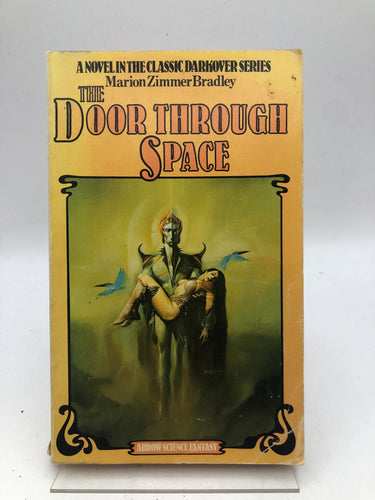 A NOVEL IN THE CLASSIC DARKOVER SERIES
Marion Zimmer Bradley
THE
DOOR THROUGH
SPACE
ARROW SCIENCE FANTASY